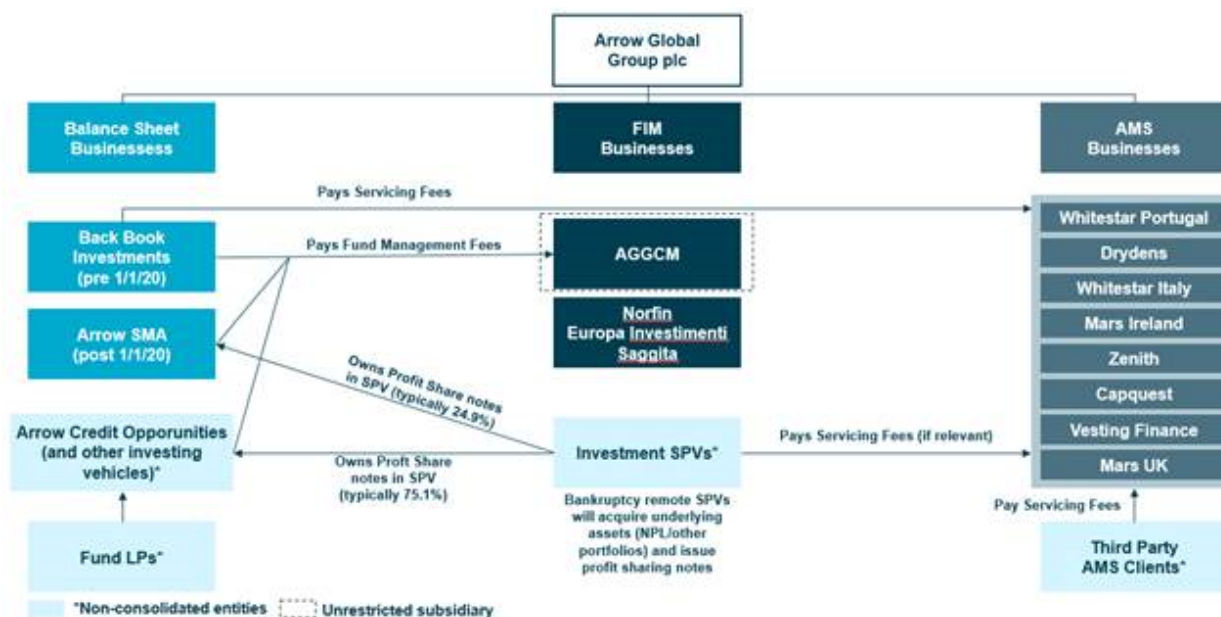 Arrow Global
Group plc
Balance Sheet
Businessess
FIM
Businesses
AMS
Businesses
Pays Servicing Fees
Back Book
Investments
(pre 1/1/20)
Pays Fund Management Fees
AGGCM
Whitestar Portugal
Drydens
Whitestar Italy
Mars Ireland
Zenith
Capquest
Vesting Finance
Mars UK
Arrow SMA
(post 1/1/20)
Norfin
Europa Investimenti
Saggita
Owns Profit Share notes
in SPV (typically 24.9%)
Arrow Credit Opporunities
(and other investing
vehicles)*
Owns Proft Share
notes in SPV
(typically 75.1%)
Investment SPVs*
Pays Servicing Fees (if relevant)
Bankruptcy remote SPVs
will acquire underlying
assets (NPL/other
portfolios) and issue
profit sharing notes
Pay Servicing Fees
Fund LPs*
Third Party
AMS Clients*
*Non-consolidated entities
Unrestricted subsidiary